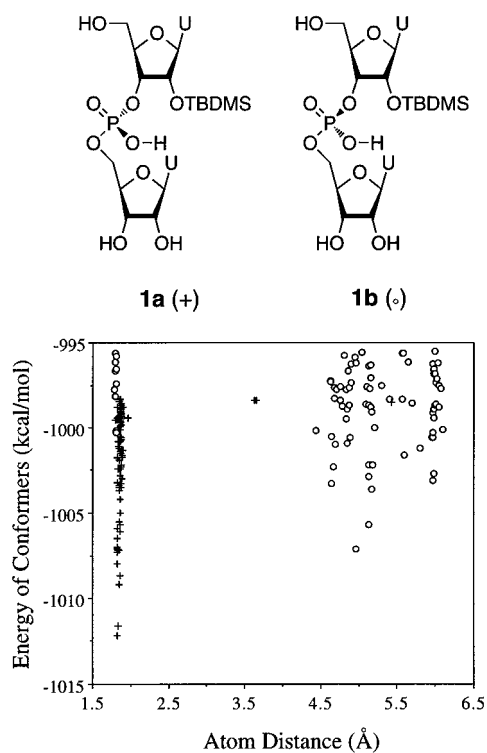 HO U HO U
O O
O OTBDMS O OTBDMS
O P O-H O P O-H
O U O U
O O
HO OH HO OH
1a (+) 1b (○)
-995
-1000
-1005
-1010
-1015
Energy of Conformers (kcal/mol)
1.5 2.5 3.5 4.5 5.5 6.5
Atom Distance (Å)